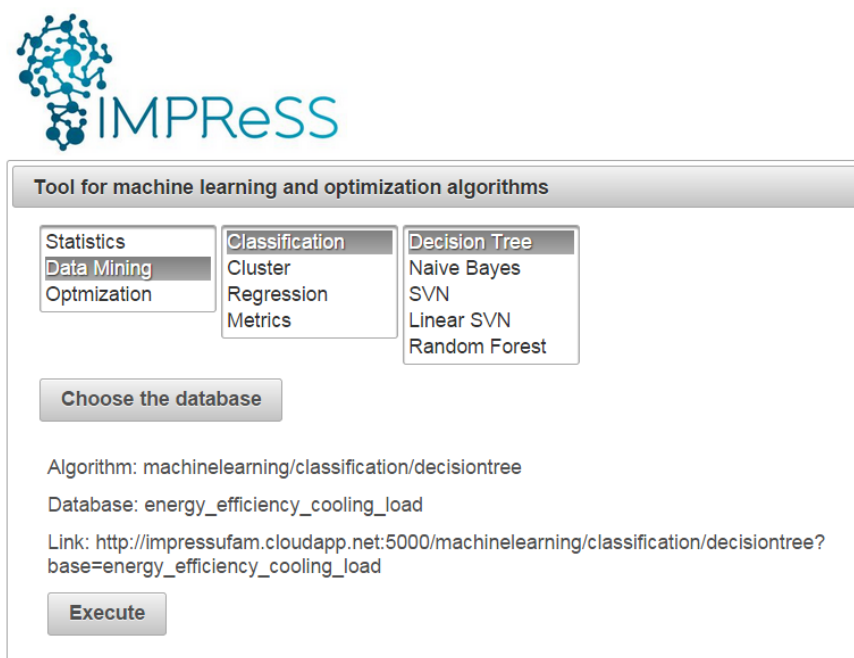 IMPReSS
Tool for machine learning and optimization algorithms
Statistics
Data Mining
Optmization
Classification
Cluster
Regression
Metrics
Decision Tree
Naive Bayes
SVN
Linear SVN
Random Forest
Choose the database
Algorithm: machinelearning/classification/decisiontree
Database: energy_efficiency_cooling_load
Link: http://impressufam.cloudapp.net:5000/machinelearning/classification/decisiontree?
base=energy_efficiency_cooling_load
Execute